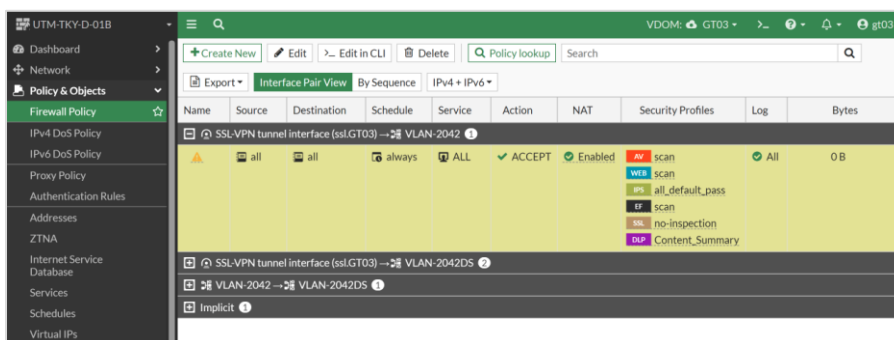 UTM-TKY-D-01B
VDOM: GT03
gt03
Dashboard
Network
Policy & Objects
Firewall Policy
IPv4 DoS Policy
IPv6 DoS Policy
Proxy Policy
Authentication Rules
Addresses
ZTNA
Internet Service
Database
Services
Schedules
Virtual IPs
+Create New Edit >_ Edit in CLI Delete Policy lookup Search
Export Interface Pair View By Sequence IPv4 + IPv6
Name Source Destination Schedule Service Action NAT Security Profiles Log Bytes
SSL-VPN tunnel interface (ssl.GT03) → VLAN-2042 1
all all always ALL ACCEPT Enabled AV scan All 0 B
WEB scan
IPS all_default_pass
EF scan
SSL no-inspection
DLP Content_Summary
SSL-VPN tunnel interface (ssl.GT03) → VLAN-2042DS 2
VLAN-2042 → VLAN-2042DS 1
Implicit 1